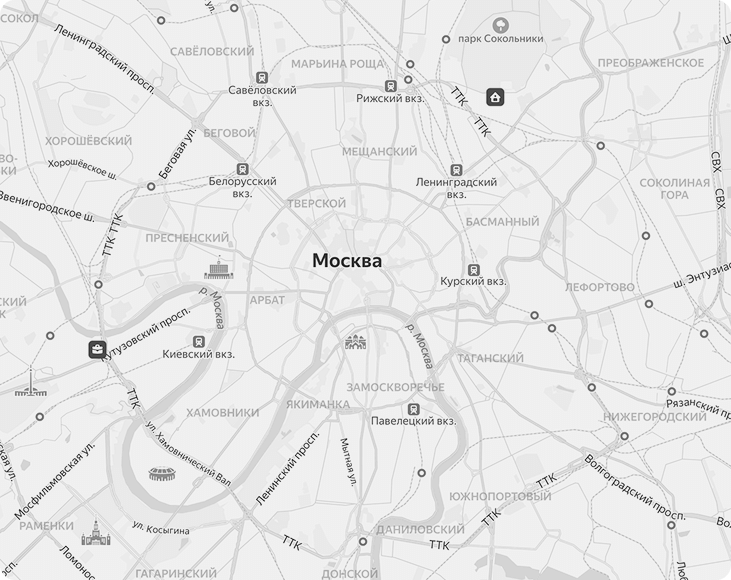 СОКОЛ
парк Сокольники
Ленинградский просп.
САВЁЛОВСКИЙ
МАРЬИНА РОЩА
ПРЕОБРАЖЕНСКОЕ
Савёловский
вкз.
Рижский вкз.
ТТК
ТТК
БЕГОВОЙ
ХОРОШЁВСКИЙ
Беговая ул.
МЕЩАНСКИЙ
Хорошёвское ш.
Белорусский
вкз.
Ленинградский
вкз.
СВХ
СВХ
СОКОЛИНАЯ
ГОРА
Звенигородское ш.
ТВЕРСКОЙ
ТТК
ТТК
БАСМАННЫЙ
ПРЕСНЕНСКИЙ
Москва
Курский вкз.
ш. Энтузиас
ЛЕФОРТОВО
АРБАТ
р. Москва
Кутузовский просп.
р. Москва
Киевский вкз.
ТАГАНСКИЙ
ЗАМОСКВОРЕЧЬЕ
ТТК
ХАМОВНИКИ
ЯКИМАНКА
Рязанский пр
НИЖЕГОРОДСКИЙ
Павелецкий вкз.
ул. Хамовнический Вал
Ленинский просп.
Мытная ул.
Мосфильмовская ул.
Волгоградский просп.
ТТК
ЮЖНОПОРТОВЫЙ
ТТК
РАМЕНКИ
ул. Косыгина
ДАНИЛОВСКИЙ
ТТК
ТТК
Ломонос
ГАГАРИНСКИЙ
ДОНСКОЙ